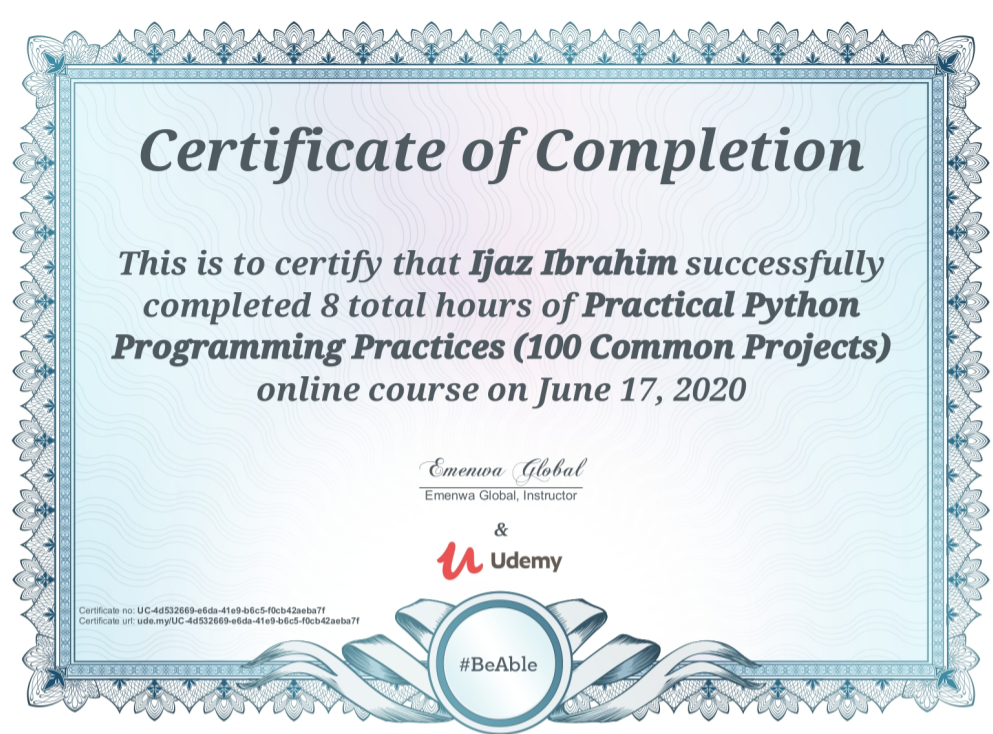 Certificate of Completion
This is to certify that Ijaz Ibrahim successfully
completed 8 total hours of Practical Python
Programming Practices (100 Common Projects)
online course on June 17, 2020
Emenwa Global
Emenwa Global, Instructor
&
Udemy
Certificate no: UC-4d532669-e6da-41e9-b6c5-f0cb42aeba7f
Certificate url: ude.my/UC-4d532669-e6da-41e9-b6c5-f0cb42aeba7f
#BeAble